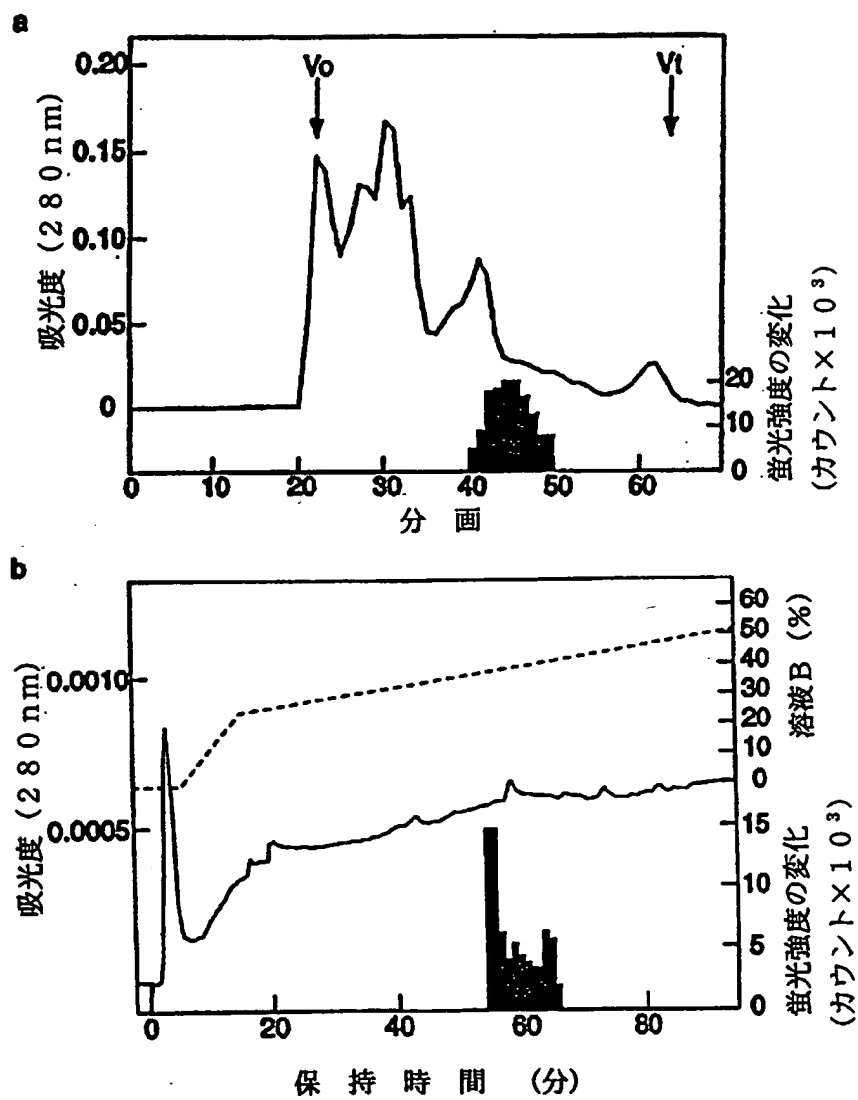 a
吸光度 (280nm)
0.20
0.15
0.10
0.05
0
Vo
Vt
蛍光強度の変化
(カウント×10³)
20
10
0
0 10 20 30 40 50 60
分 画
b
吸光度 (280nm)
0.0010
0.0005
60
50
40
30
20
10
0
溶液B (%)
15
10
5
0
蛍光強度の変化
(カウント×10³)
0 20 40 60 80
保 持 時 間 (分)